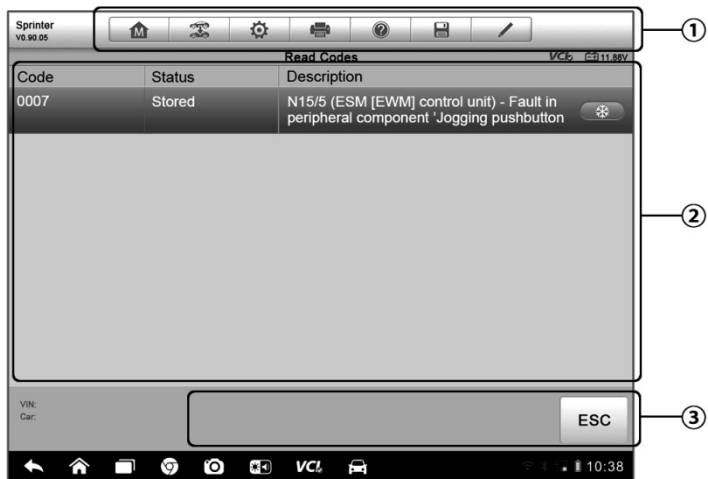 Sprinter
V0.90.05
M
①
Read Codes
VCI 11.88V
Code Status Description
0007 Stored N15/5 (ESM [EWM] control unit) - Fault in
peripheral component 'Jogging pushbutton
②
VIN:
Car:
ESC
③
VCI 10:38